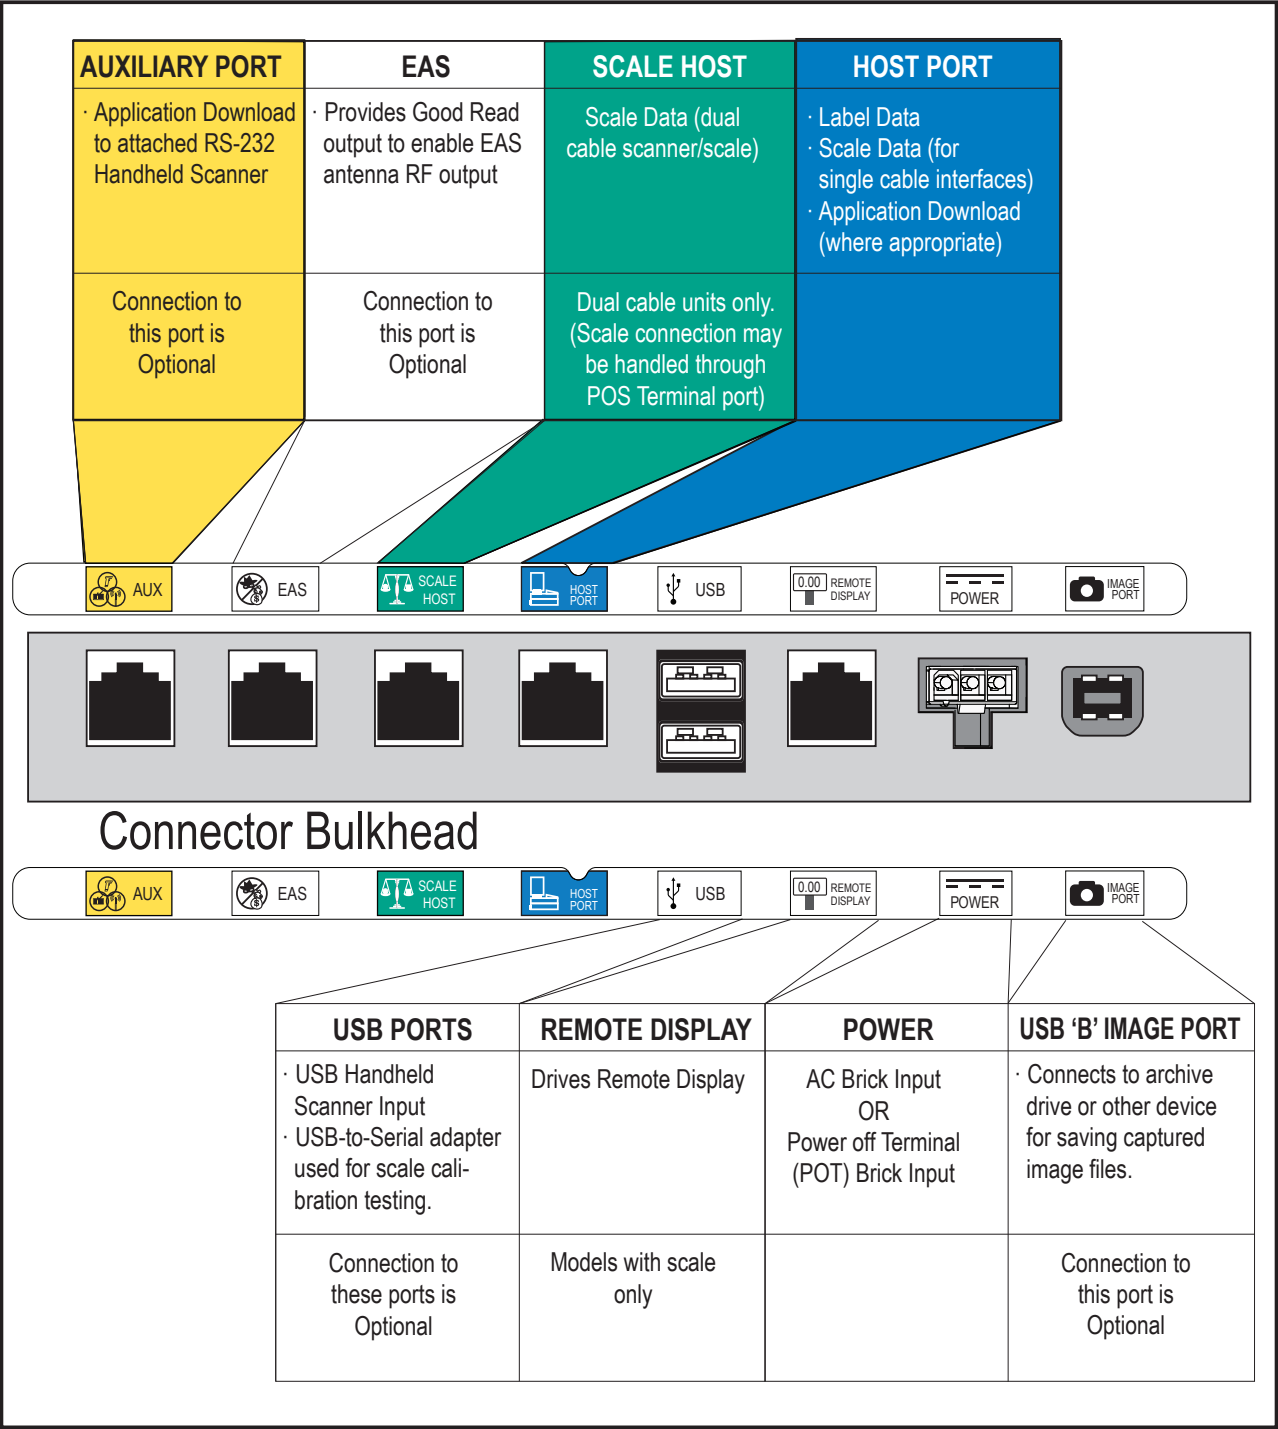 AUXILIARY PORT
· Application Download
to attached RS-232
Handheld Scanner
Connection to
this port is
Optional
EAS
· Provides Good Read
output to enable EAS
antenna RF output
Connection to
this port is
Optional
SCALE HOST
Scale Data (dual
cable scanner/scale)
Dual cable units only.
(Scale connection may
be handled through
POS Terminal port)
HOST PORT
· Label Data
· Scale Data (for
single cable interfaces)
· Application Download
(where appropriate)
AUX
EAS
SCALE
HOST
HOST
PORT
USB
0.00 REMOTE
DISPLAY
POWER
IMAGE
PORT
Connector Bulkhead
AUX
EAS
SCALE
HOST
HOST
PORT
USB
0.00 REMOTE
DISPLAY
POWER
IMAGE
PORT
USB PORTS
· USB Handheld
Scanner Input
· USB-to-Serial adapter
used for scale cali-
bration testing.
Connection to
these ports is
Optional
REMOTE DISPLAY
Drives Remote Display
Models with scale
only
POWER
AC Brick Input
OR
Power off Terminal
(POT) Brick Input
USB ‘B’ IMAGE PORT
· Connects to archive
drive or other device
for saving captured
image files.
Connection to
this port is
Optional